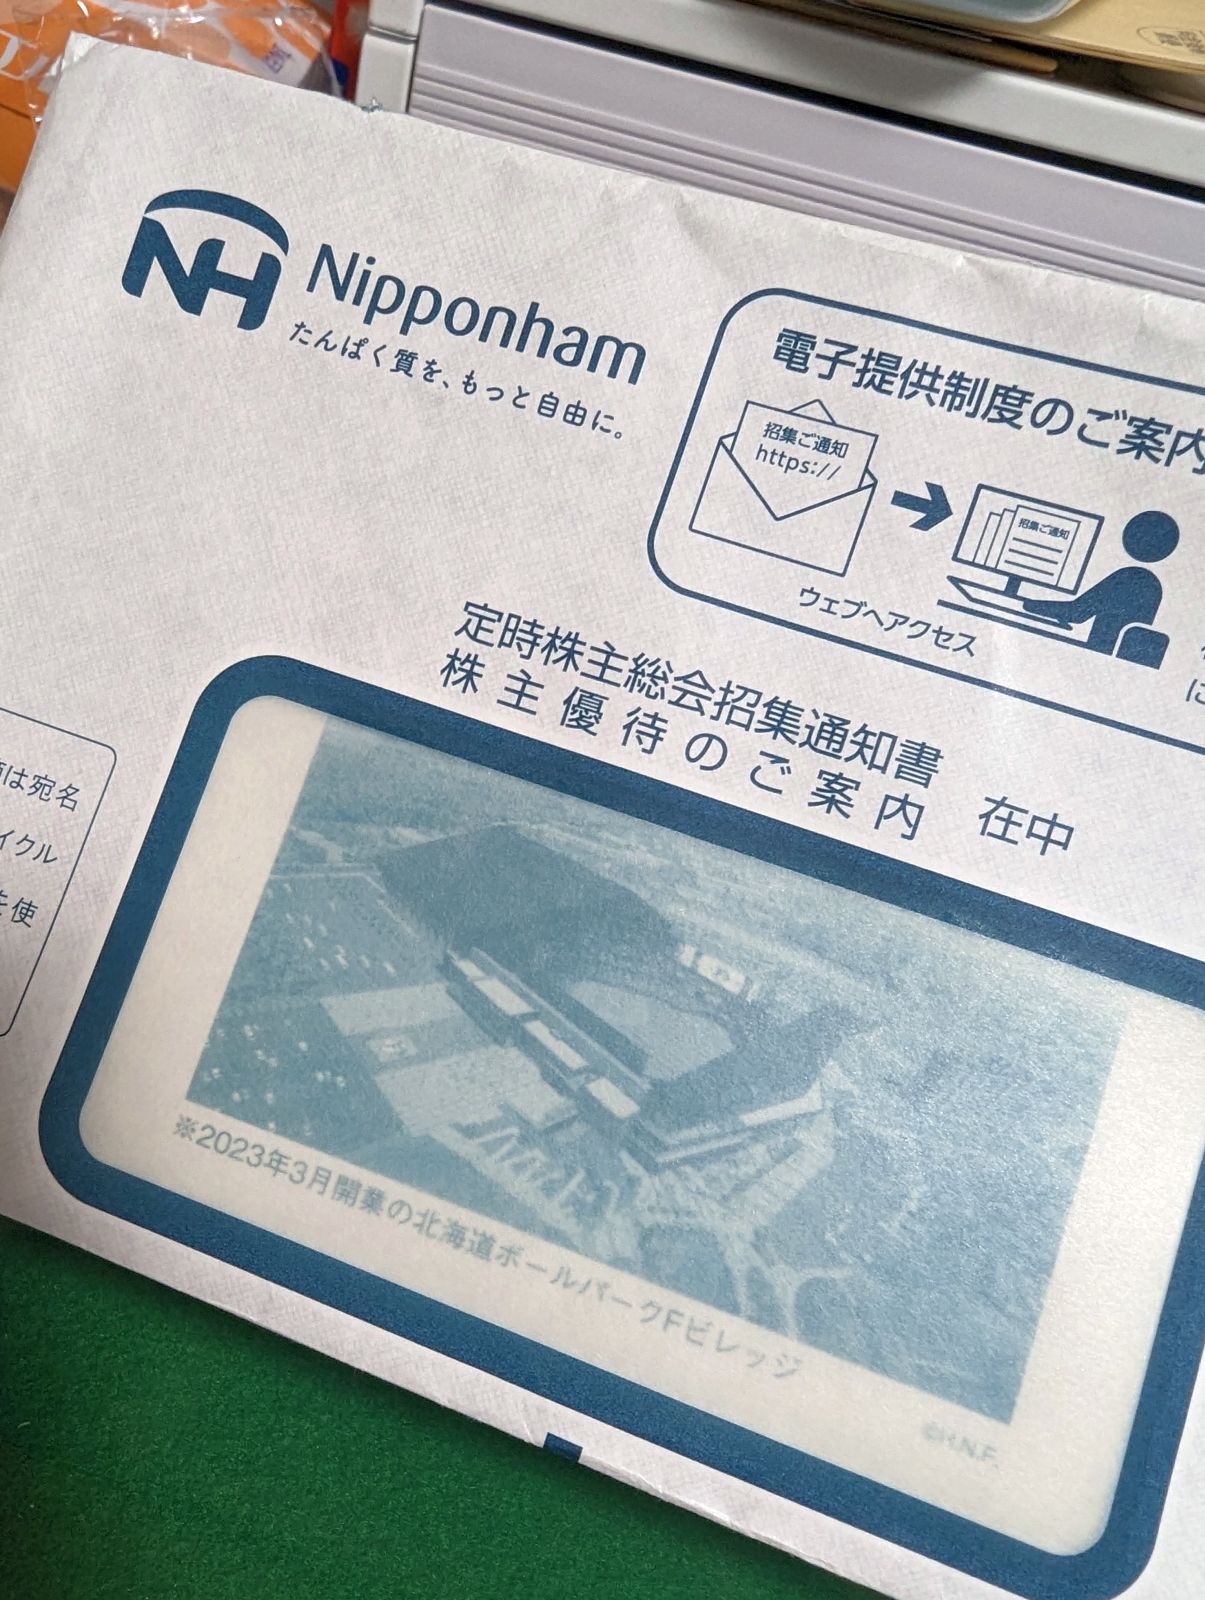 NH
Nipponham
たんぱく質を、もっと自由に。
電子提供制度のご案内
招集ご通知
https://
招集ご通知
ウェブへアクセス
に
定時株主総会招集通知書
株主優待のご案内
在中
は宛名
イクル
を使
※2023年3月開業の北海道ボールパークFビレッジ
©H.N.F.